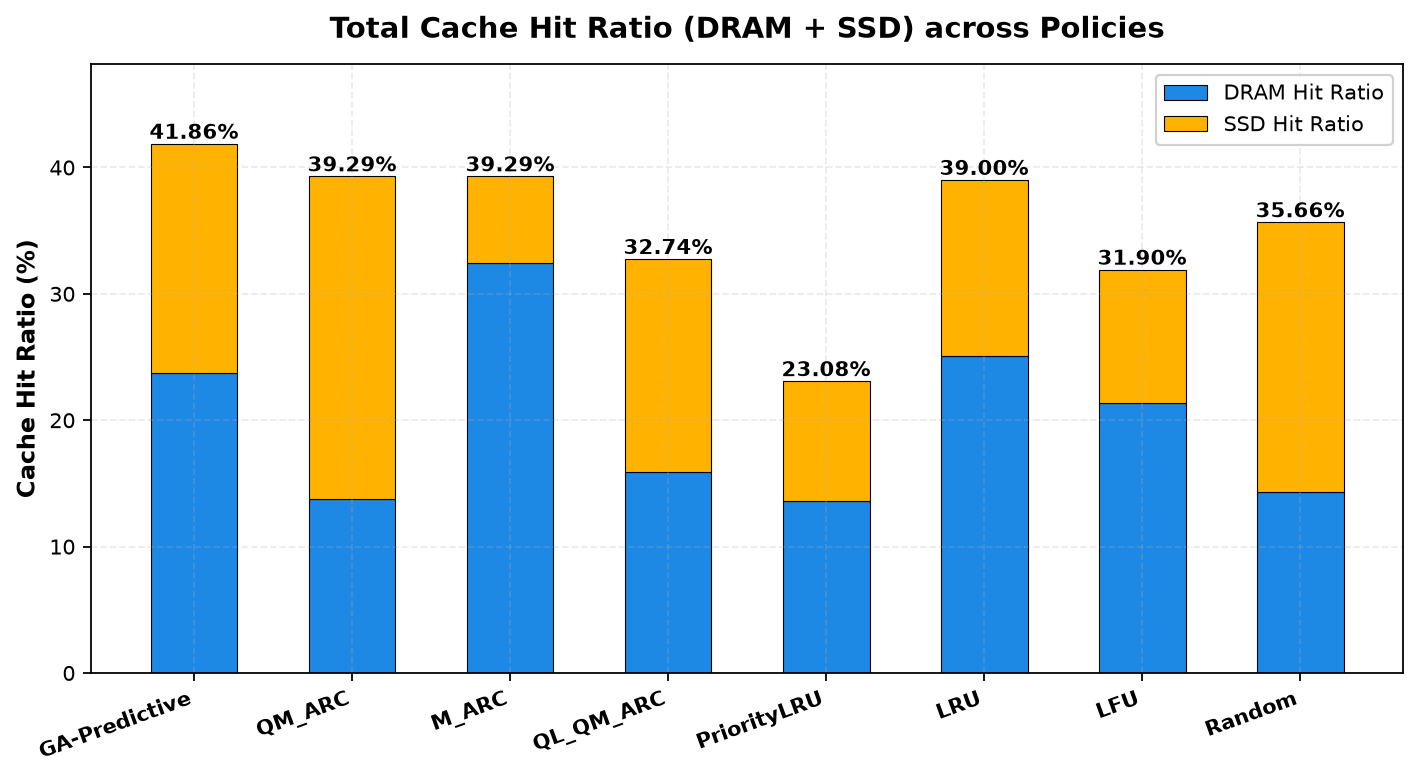 Total Cache Hit Ratio (DRAM + SSD) across Policies
DRAM Hit Ratio
SSD Hit Ratio
Cache Hit Ratio (%)
40
30
20
10
0
41.86%
39.29%
39.29%
32.74%
23.08%
39.00%
31.90%
35.66%
GA-Predictive
QM_ARC
M_ARC
QL_QM_ARC
PriorityLRU
LRU
LFU
Random